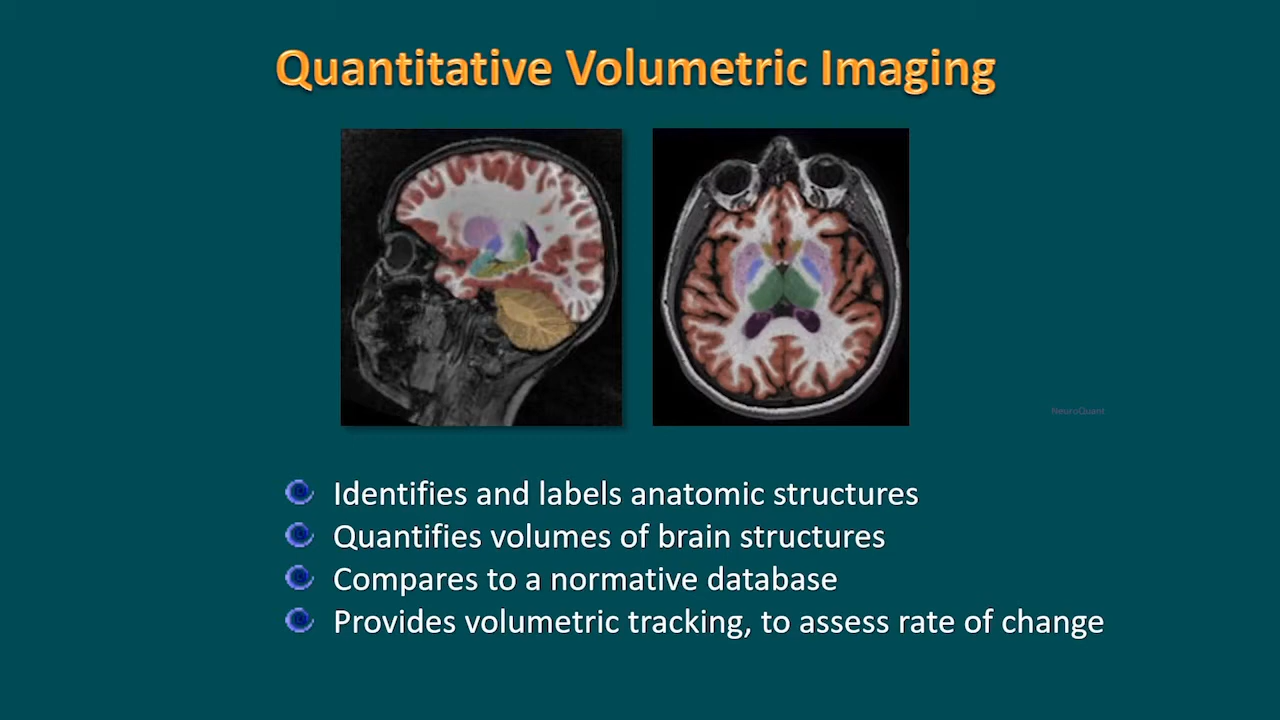 Quantitative Volumetric Imaging
NeuroQuant
Identifies and labels anatomic structures
Quantifies volumes of brain structures
Compares to a normative database
Provides volumetric tracking, to assess rate of change